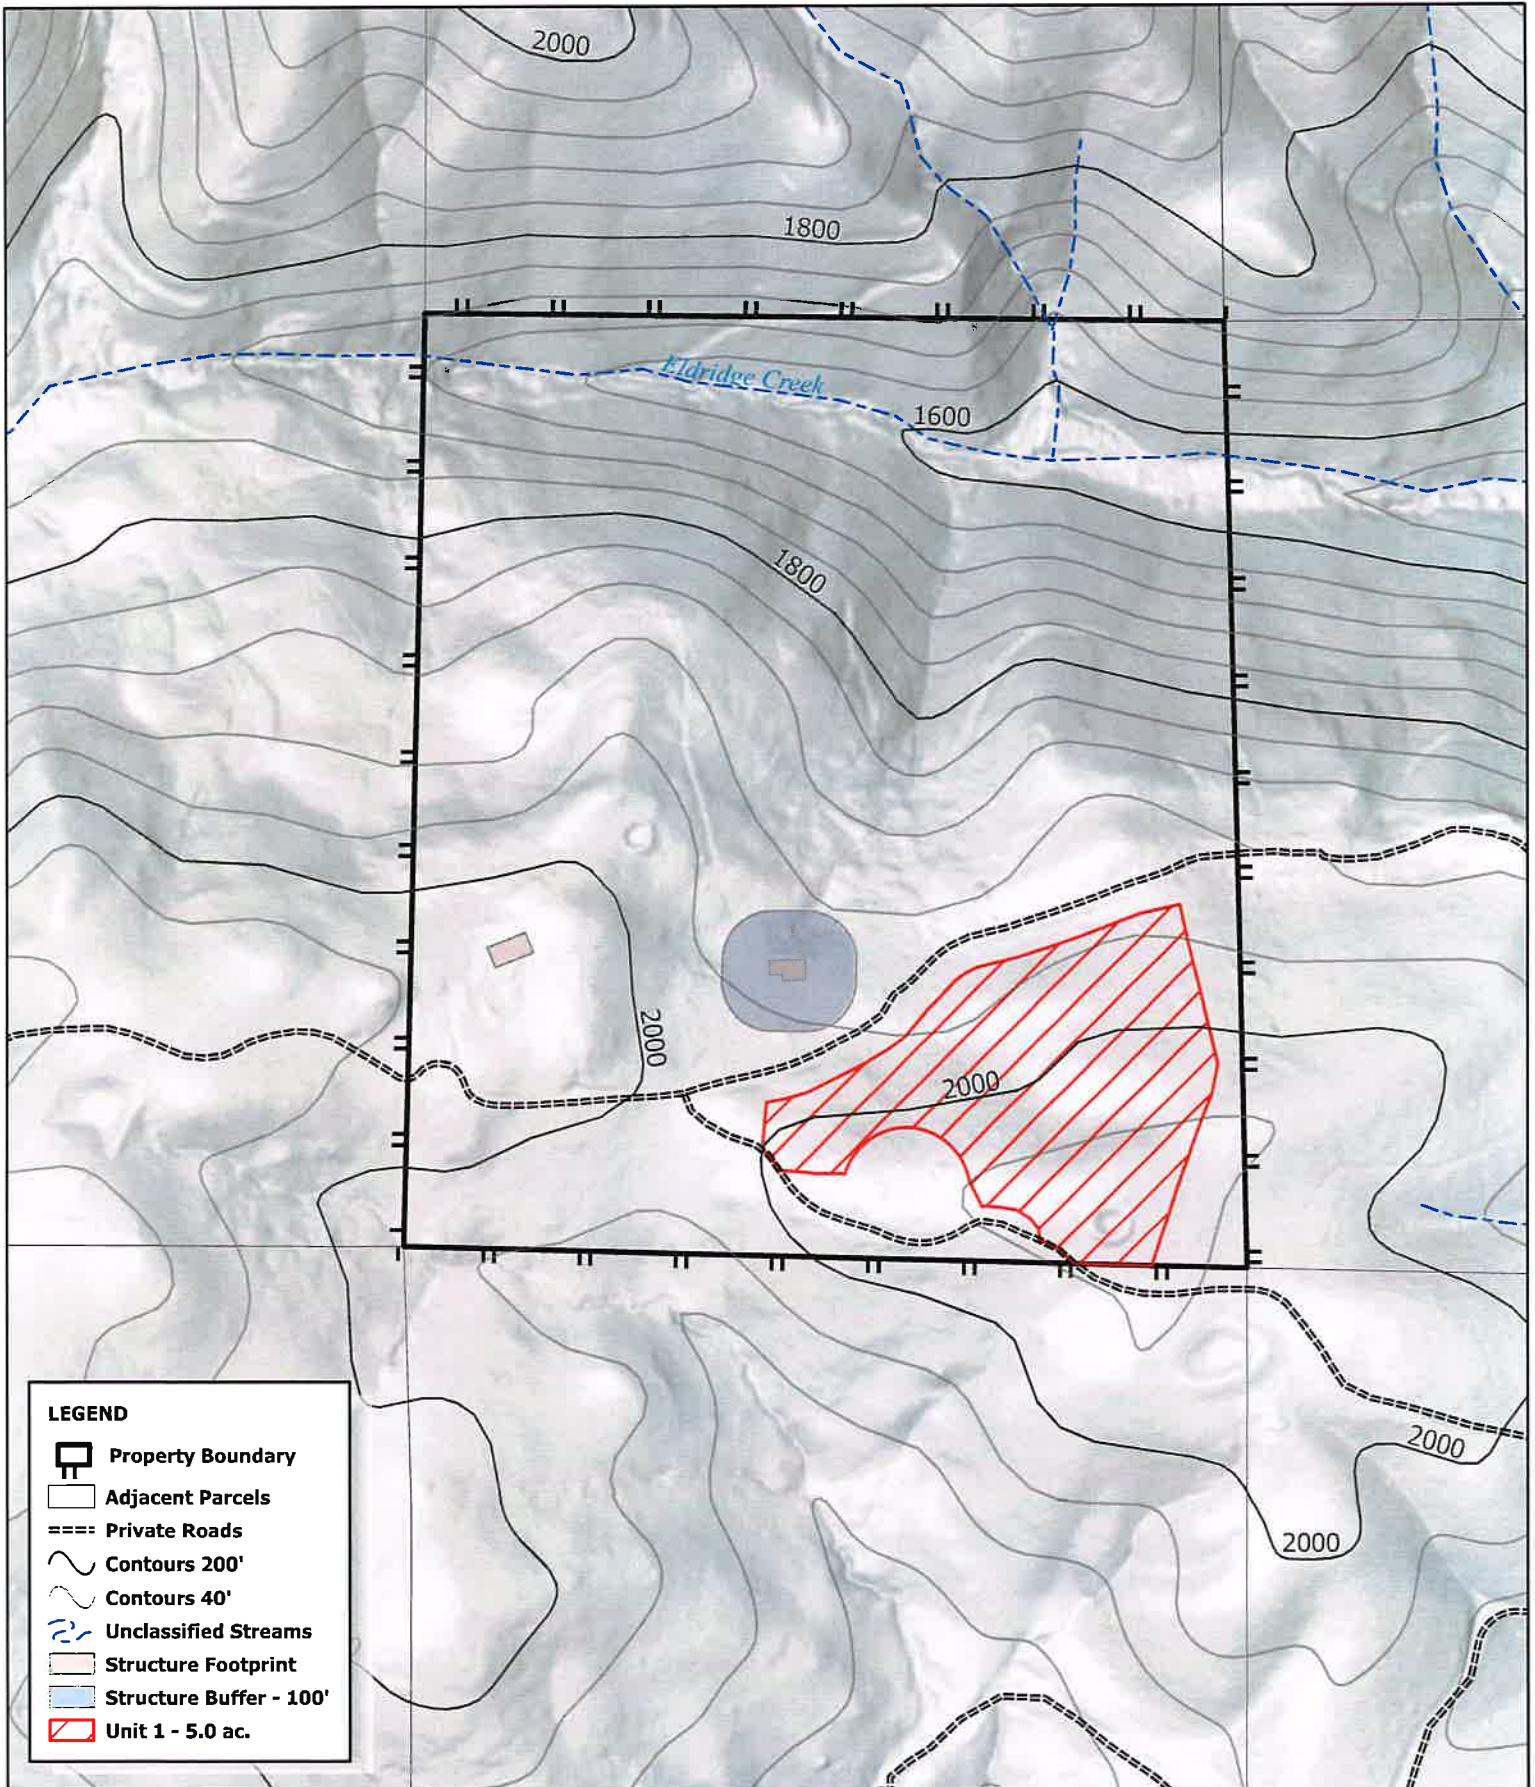 2000
1800
Eldridge Creek
1600
1800
2000
2000
2000
2000
LEGEND
Property Boundary
Adjacent Parcels
Private Roads
Contours 200'
Contours 40'
Unclassified Streams
Structure Footprint
Structure Buffer - 100'
Unit 1 - 5.0 ac.